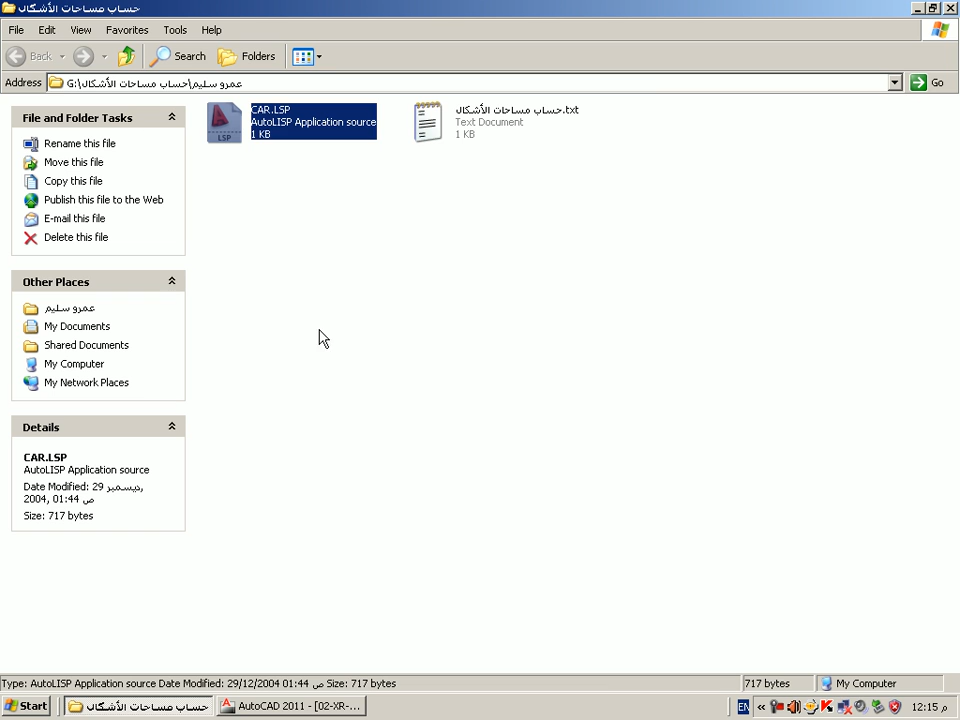 حساب مساحات الأشكال
File Edit View Favorites Tools Help
Back Search Folders
Address G:\عمرو سليم\حساب مساحات الأشكال Go
File and Folder Tasks
Rename this file
Move this file
Copy this file
Publish this file to the Web
E-mail this file
Delete this file
Other Places
عمرو سليم
My Documents
Shared Documents
My Computer
My Network Places
Details
CAR.LSP
AutoLISP Application source
Date Modified: 29 ديسمبر,
2004, 01:44 ص
Size: 717 bytes
LSP
CAR.LSP
AutoLISP Application source
1 KB
حساب مساحات الأشكال.txt
Text Document
1 KB
Type: AutoLISP Application source Date Modified: 29/12/2004 01:44 ص Size: 717 bytes
717 bytes
My Computer
Start
حساب مساحات الأشكال
AutoCAD 2011 - [02-XR-...
EN
12:15 م